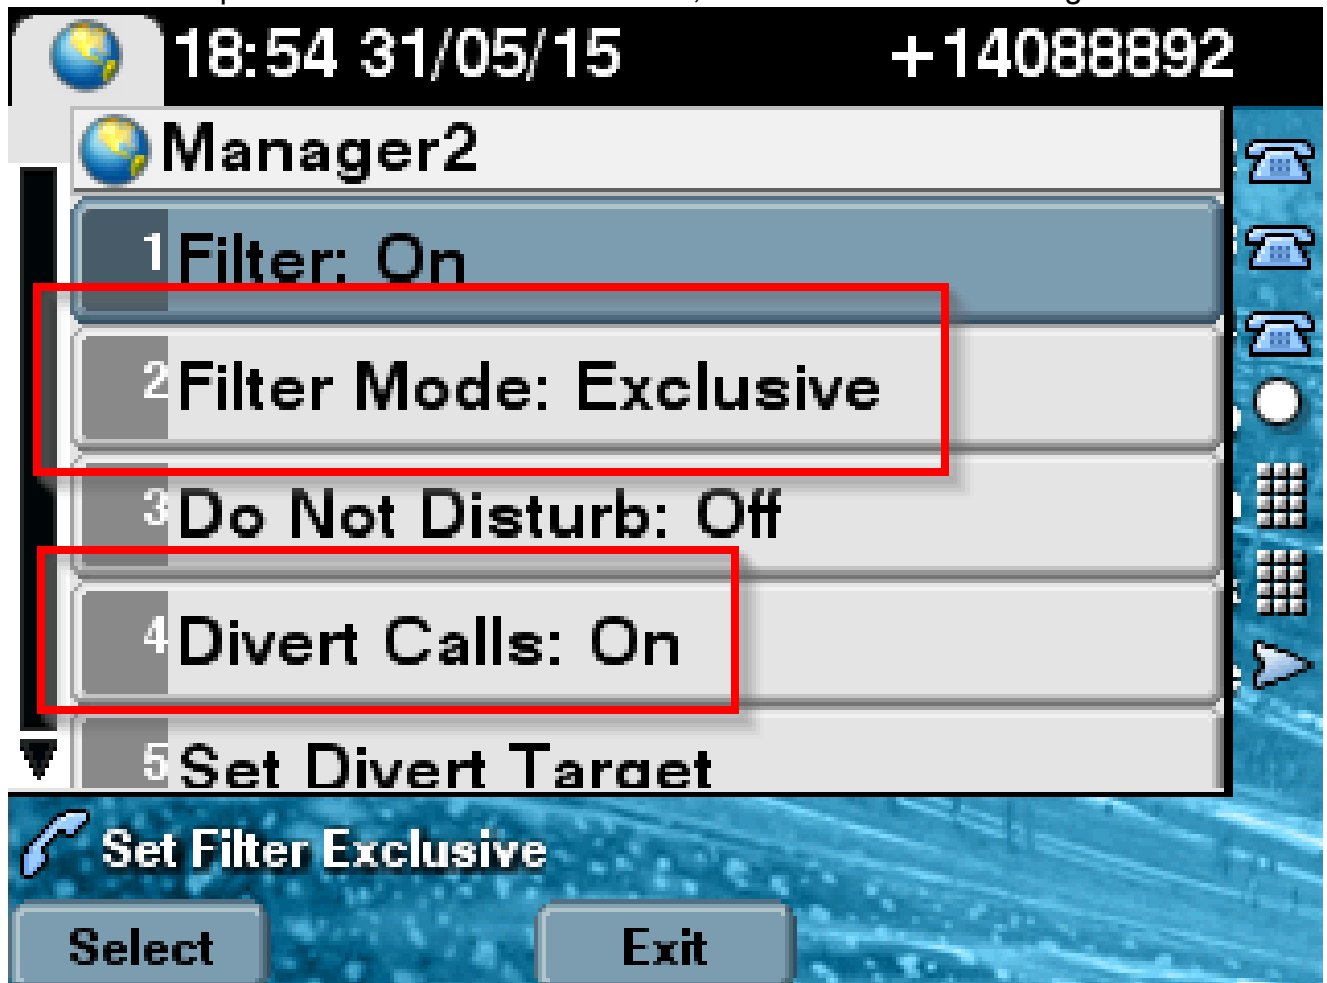 18:54 31/05/15 +14088892
Manager2
1 Filter: On
2 Filter Mode: Exclusive
3 Do Not Disturb: Off
4 Divert Calls: On
5 Set Divert Target
Set Filter Exclusive
Select Exit